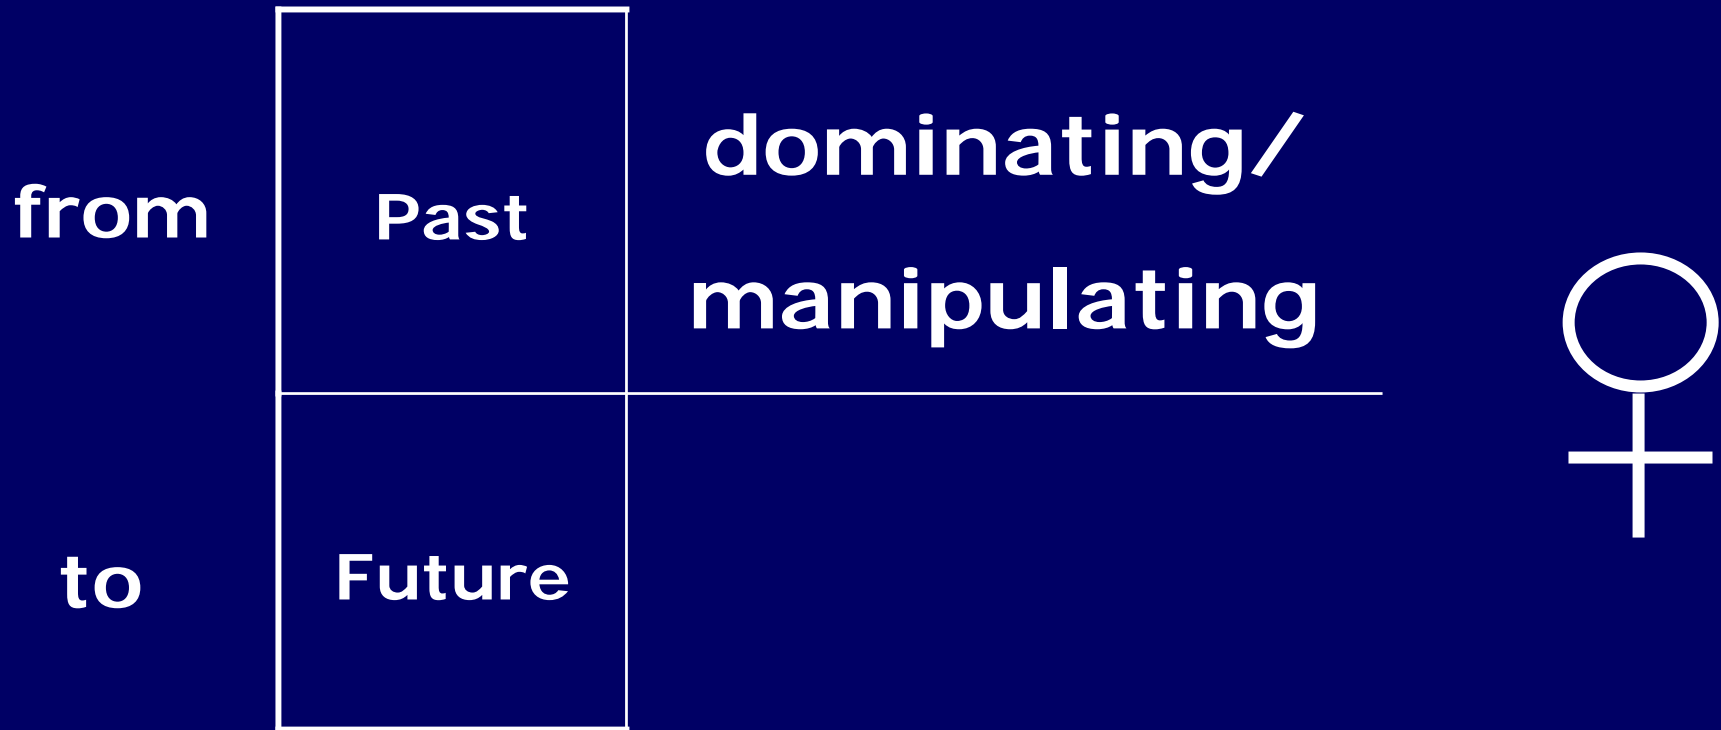 dominating/
from
Past
manipulating
to
Future